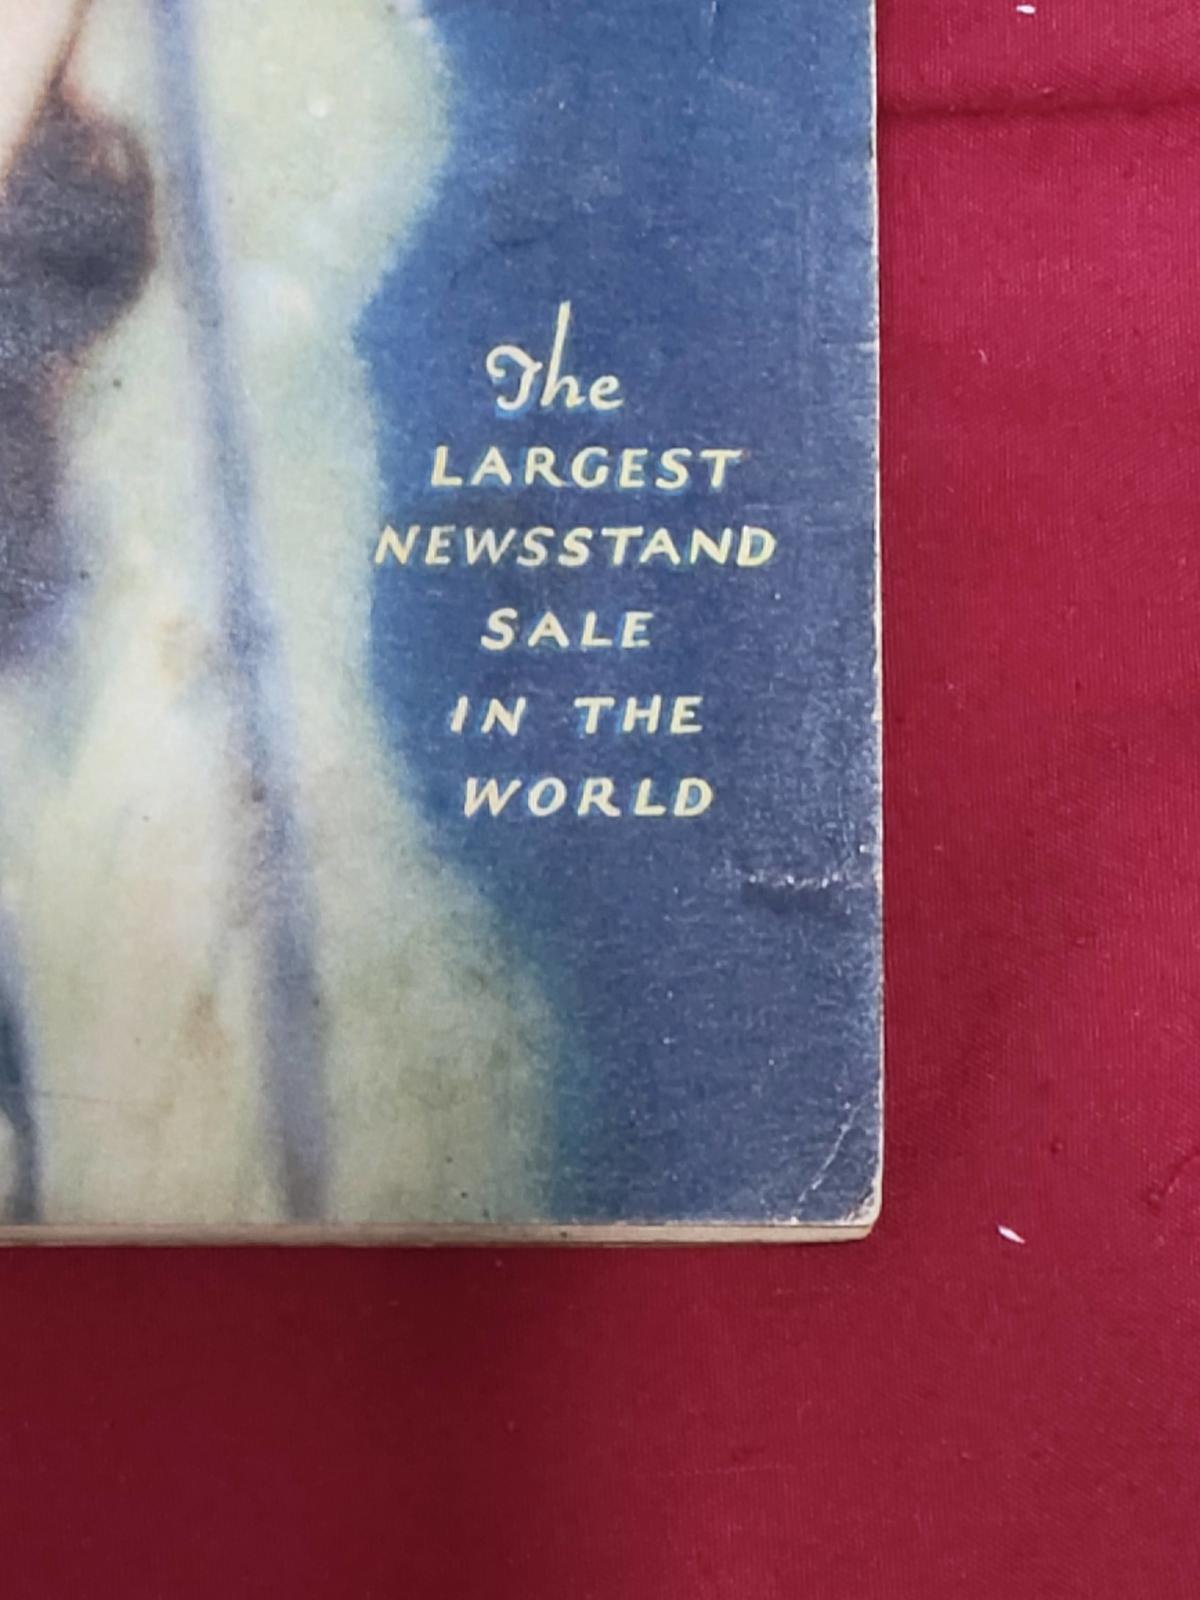 The
LARGEST
NEWSSTAND
SALE
IN THE
WORLD